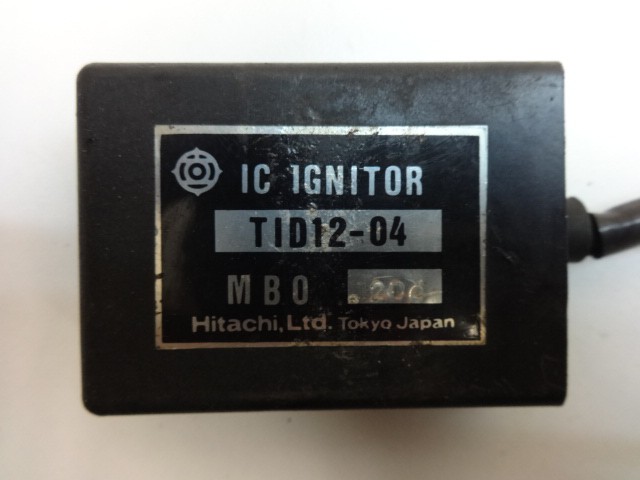 IC IGNITOR
TID12-04
MBO
Hitachi, Ltd. Tokyo Japan